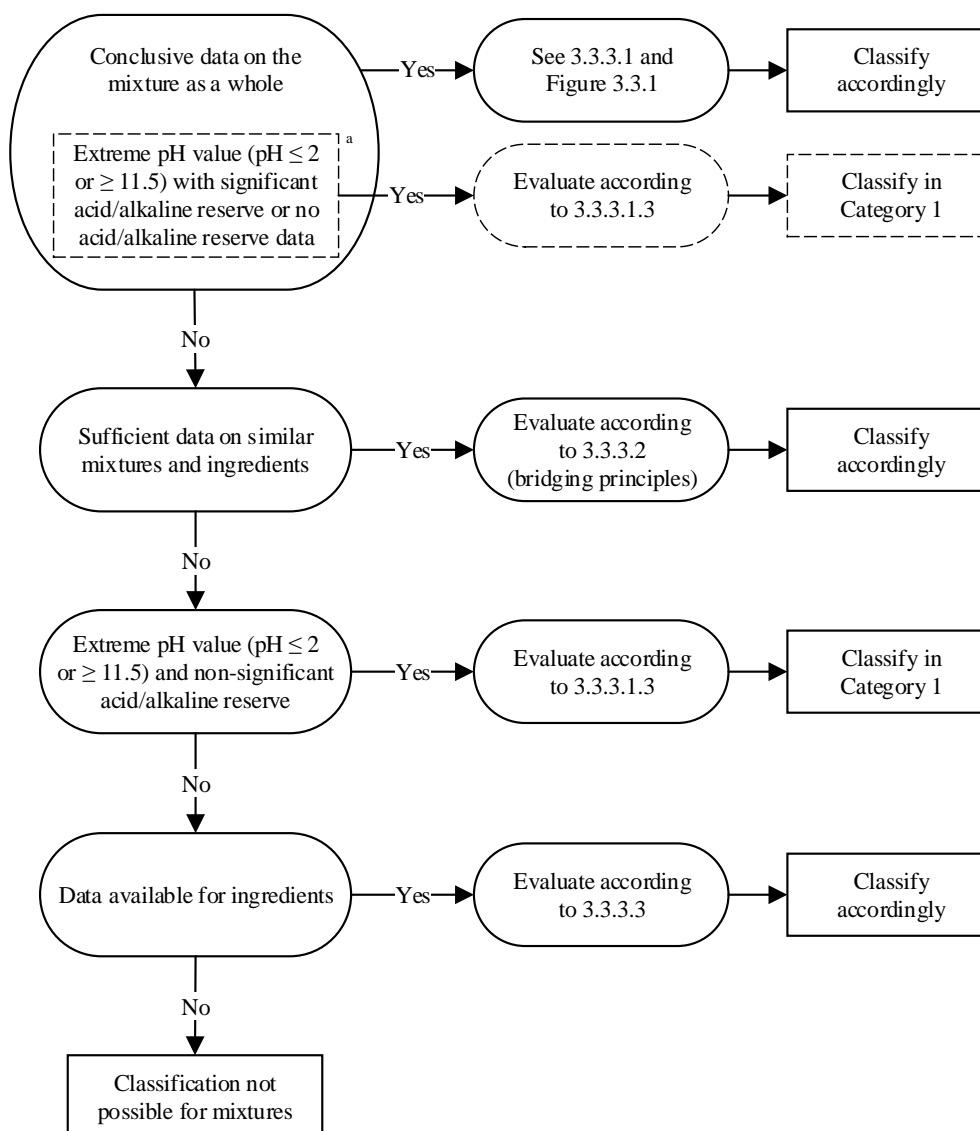 Conclusive data on the
mixture as a whole
Yes
See 3.3.3.1 and
Figure 3.3.1
Classify
accordingly
a
Extreme pH value (pH ≤ 2
or ≥ 11.5) with significant
acid/alkaline reserve or no
acid/alkaline reserve data
Yes
Evaluate according
to 3.3.3.1.3
Classify in
Category 1
No
Sufficient data on similar
mixtures and ingredients
Yes
Evaluate according
to 3.3.3.2
(bridging principles)
Classify
accordingly
No
Extreme pH value (pH ≤ 2
or ≥ 11.5) and non-significant
acid/alkaline reserve
Yes
Evaluate according
to 3.3.3.1.3
Classify in
Category 1
No
Data available for ingredients
Yes
Evaluate according
to 3.3.3.3
Classify
accordingly
No
Classification not
possible for mixtures